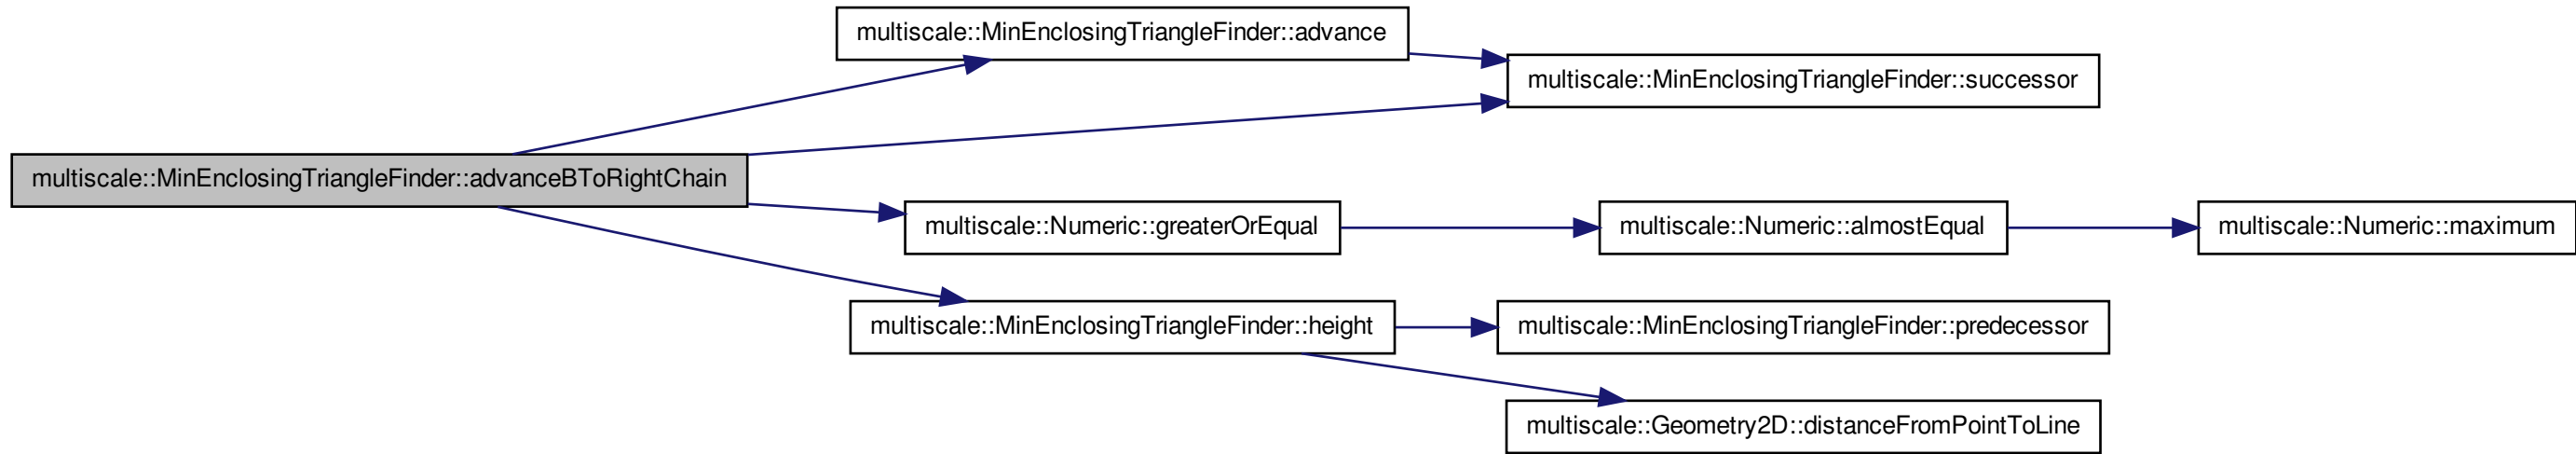 multiscale::MinEnclosingTriangleFinder::advance
multiscale::MinEnclosingTriangleFinder::successor
multiscale::MinEnclosingTriangleFinder::advanceBToRightChain
multiscale::Numeric::greaterOrEqual
multiscale::Numeric::almostEqual
multiscale::Numeric::maximum
multiscale::MinEnclosingTriangleFinder::height
multiscale::MinEnclosingTriangleFinder::predecessor
multiscale::Geometry2D::distanceFromPointToLine